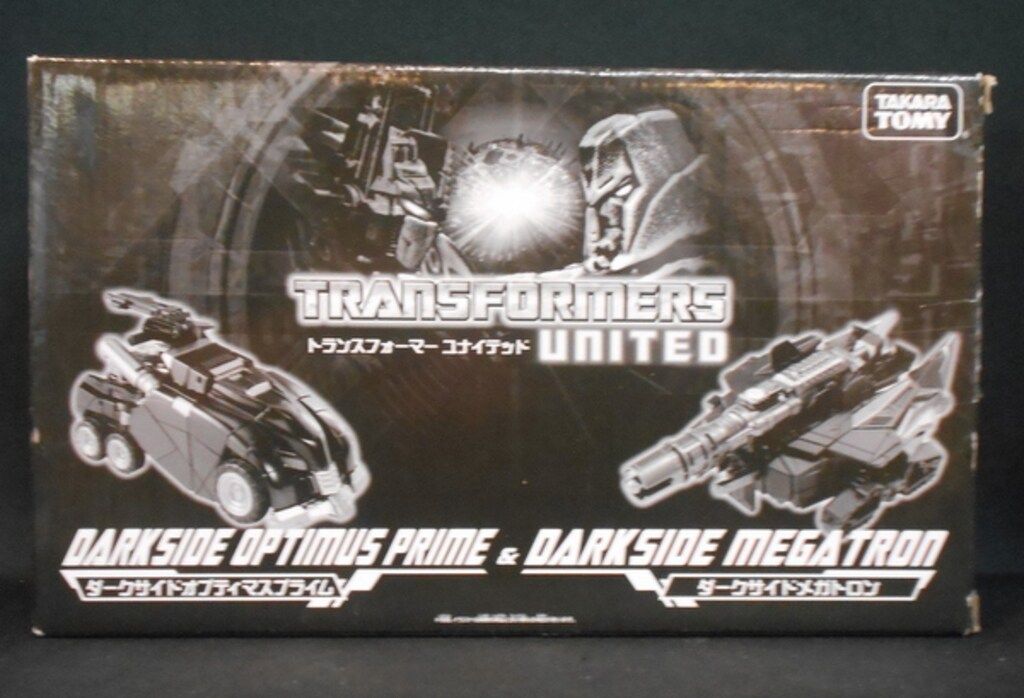 TAKARA
TOMY
TRANSFORMERS
トランスフォーマー ユナイテッド UNITED
DARKSIDE OPTIMUS PRIME & DARKSIDE MEGATRON
ダークサイドオプティマスプライム
ダークサイドメガトロン